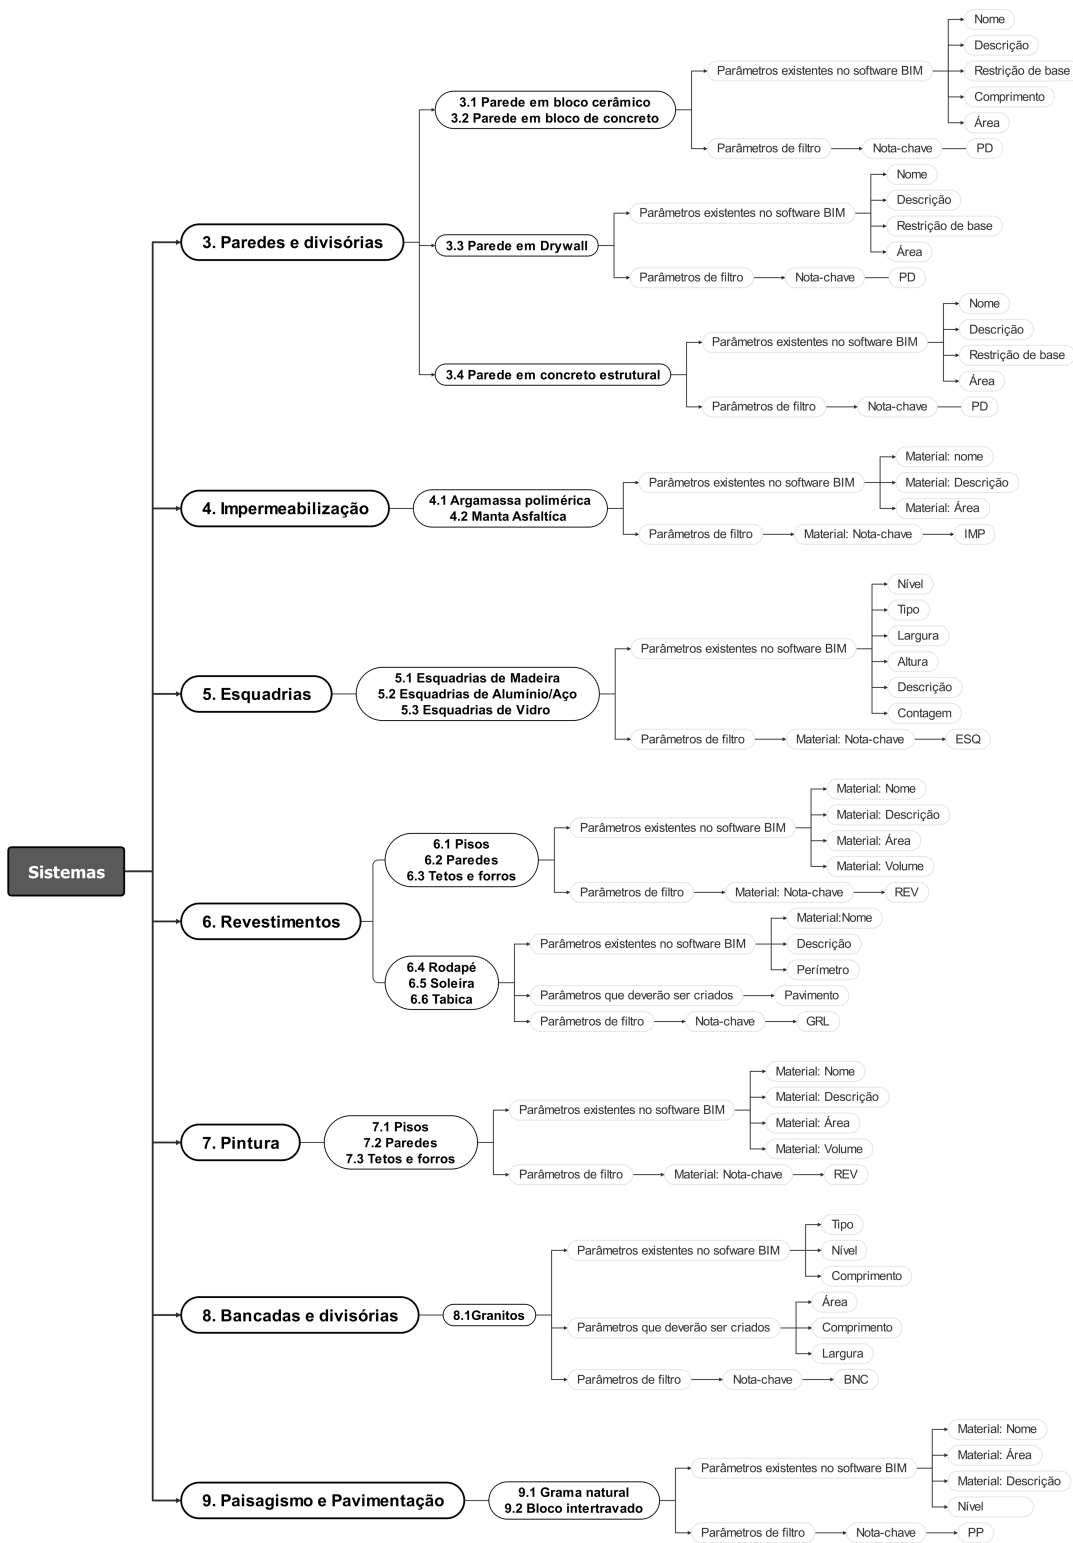 Sistemas
3. Paredes e divisórias
3.1 Parede em bloco cerâmico
3.2 Parede em bloco de concreto
Parâmetros existentes no software BIM
Nome
Descrição
Restrição de base
Comprimento
Área
Parâmetros de filtro
Nota-chave
PD
3.3 Parede em Drywall
Parâmetros existentes no software BIM
Nome
Descrição
Restrição de base
Área
Parâmetros de filtro
Nota-chave
PD
3.4 Parede em concreto estrutural
Parâmetros existentes no software BIM
Nome
Descrição
Restrição de base
Área
Parâmetros de filtro
Nota-chave
PD
4. Impermeabilização
4.1 Argamassa polimérica
4.2 Manta Asfaltíca
Parâmetros existentes no software BIM
Material: nome
Material: Descrição
Material: Área
Parâmetros de filtro
Material: Nota-chave
IMP
5. Esquadrias
5.1 Esquadrias de Madeira
5.2 Esquadrias de Alumínio/Aço
5.3 Esquadrias de Vidro
Parâmetros existentes no software BIM
Nível
Tipo
Largura
Altura
Descrição
Contagem
Parâmetros de filtro
Material: Nota-chave
ESQ
6. Revestimentos
6.1 Pisos
6.2 Paredes
6.3 Tetos e forros
Parâmetros existentes no software BIM
Material: Nome
Material: Descrição
Material: Área
Material: Volume
Parâmetros de filtro
Material: Nota-chave
REV
6.4 Rodapé
6.5 Soleira
6.6 Tabica
Parâmetros existentes no software BIM
Material:Nome
Descrição
Perímetro
Parâmetros que deverão ser criados
Pavimento
Parâmetros de filtro
Nota-chave
GRL
7. Pintura
7.1 Pisos
7.2 Paredes
7.3 Tetos e forros
Parâmetros existentes no software BIM
Material: Nome
Material: Descrição
Material: Área
Material: Volume
Parâmetros de filtro
Material: Nota-chave
REV
8. Bancadas e divisórias
8.1Granitos
Parâmetros existentes no sofware BIM
Tipo
Nível
Comprimento
Parâmetros que deverão ser criados
Área
Comprimento
Largura
Parâmetros de filtro
Nota-chave
BNC
9. Paisagismo e Pavimentação
9.1 Grama natural
9.2 Bloco intertravado
Parâmetros existentes no software BIM
Material: Nome
Material: Área
Material: Descrição
Nível
Parâmetros de filtro
Nota-chave
PP